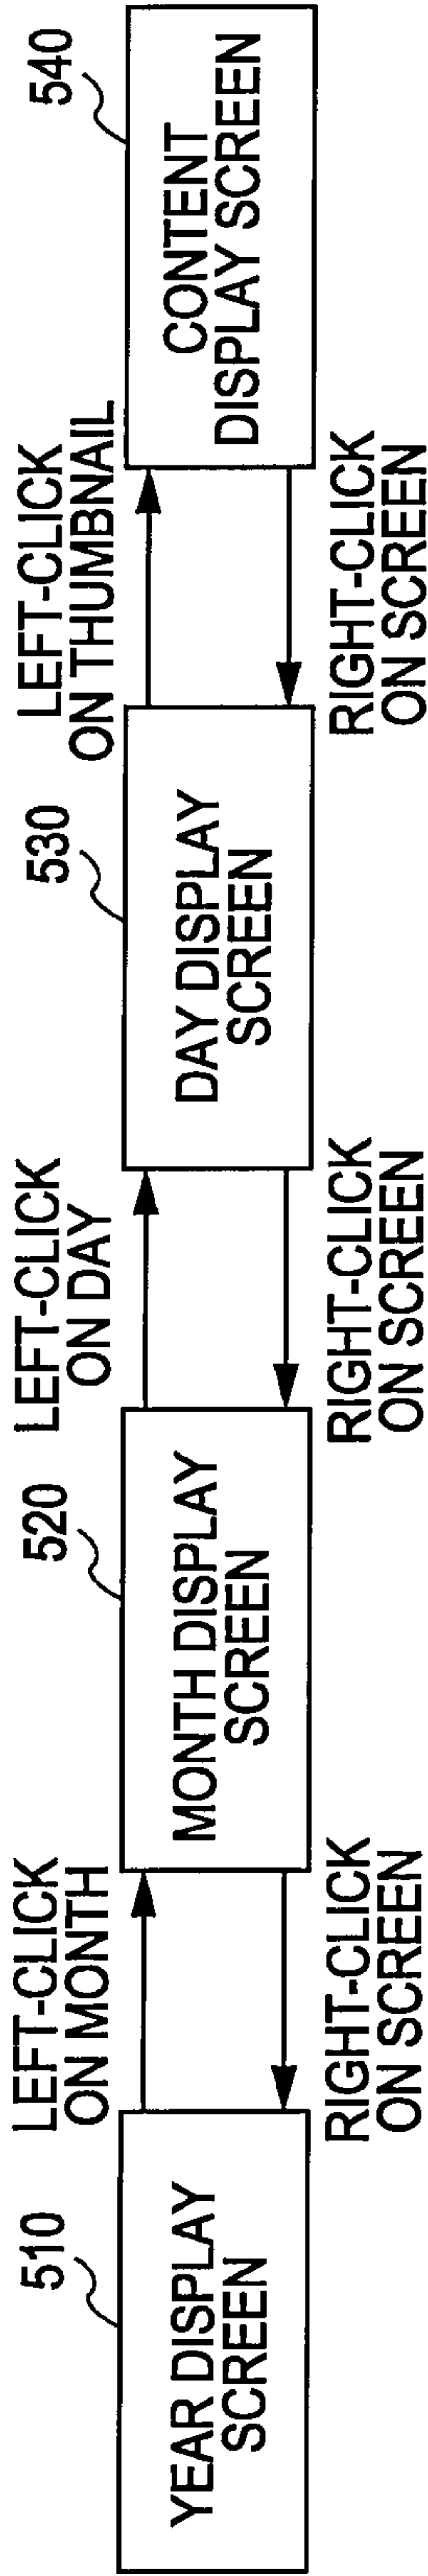 510
YEAR DISPLAY
SCREEN
LEFT-CLICK
ON MONTH
RIGHT-CLICK
ON SCREEN
520
MONTH DISPLAY
SCREEN
LEFT-CLICK
ON DAY
RIGHT-CLICK
ON SCREEN
530
DAY DISPLAY
SCREEN
LEFT-CLICK
ON THUMBNAIL
RIGHT-CLICK
ON SCREEN
540
CONTENT
DISPLAY SCREEN